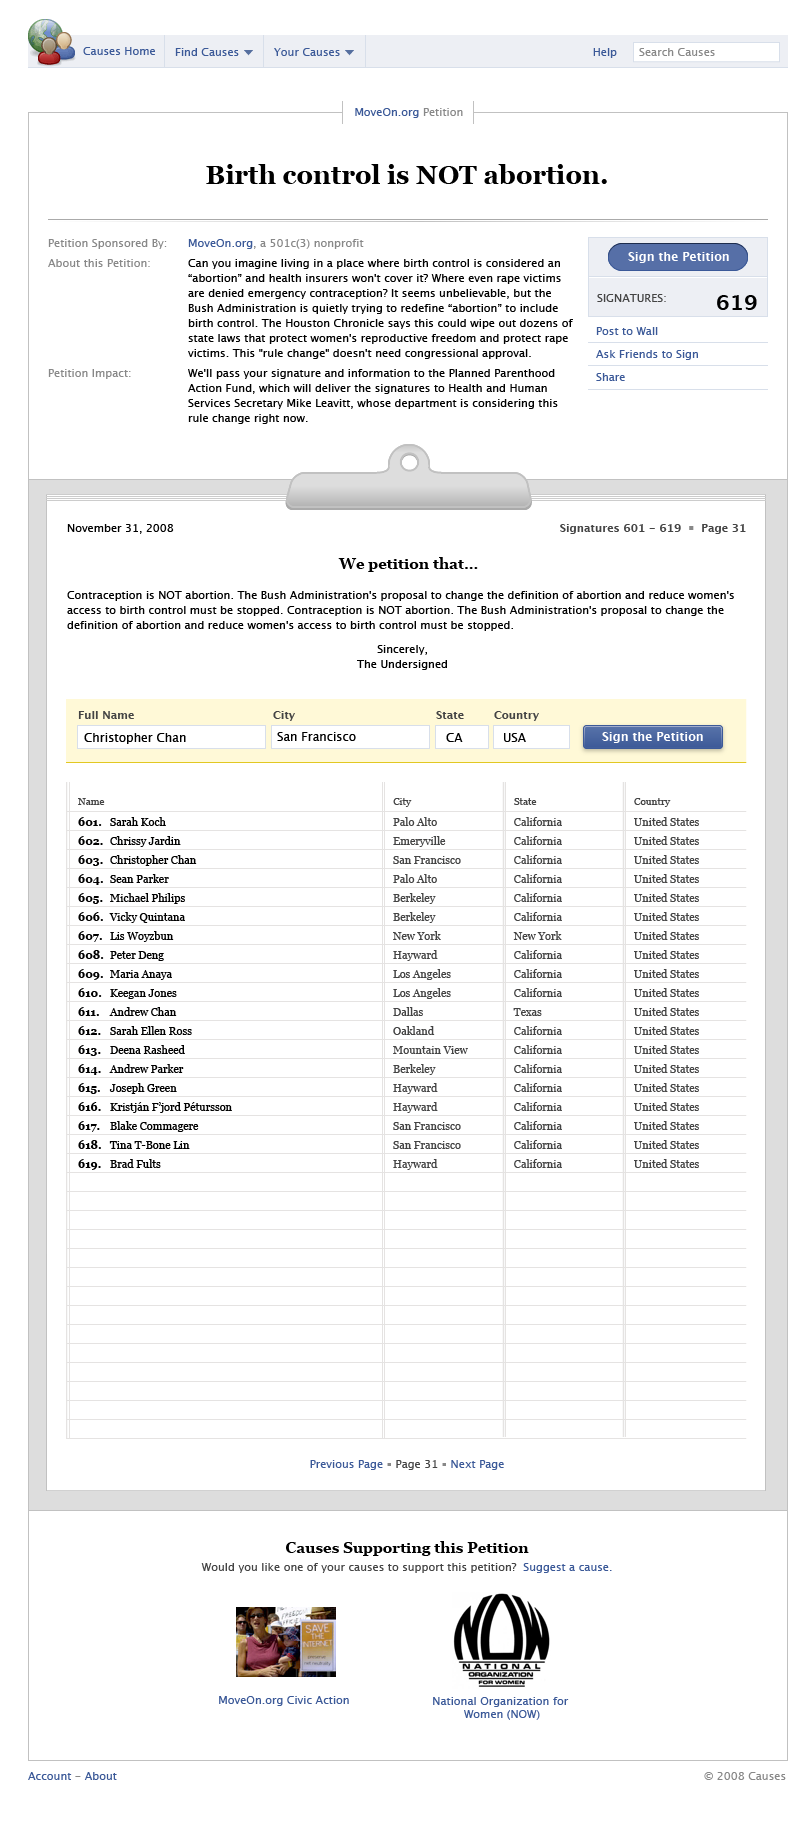 Causes Home
Find Causes
Your Causes
Help
Search Causes
MoveOn.org Petition
Birth control is NOT abortion.
Petition Sponsored By: MoveOn.org, a 501c(3) nonprofit
About this Petition: Can you imagine living in a place where birth control is considered an
“abortion” and health insurers won't cover it? Where even rape victims
are denied emergency contraception? It seems unbelievable, but the
Bush Administration is quietly trying to redefine “abortion” to include
birth control. The Houston Chronicle says this could wipe out dozens of
state laws that protect women's reproductive freedom and protect rape
victims. This "rule change" doesn't need congressional approval.
Petition Impact: We'll pass your signature and information to the Planned Parenthood
Action Fund, which will deliver the signatures to Health and Human
Services Secretary Mike Leavitt, whose department is considering this
rule change right now.
Sign the Petition
SIGNATURES: 619
Post to Wall
Ask Friends to Sign
Share
November 31, 2008
Signatures 601 – 619 ▪ Page 31
We petition that...
Contraception is NOT abortion. The Bush Administration's proposal to change the definition of abortion and reduce women's
access to birth control must be stopped. Contraception is NOT abortion. The Bush Administration's proposal to change the
definition of abortion and reduce women's access to birth control must be stopped.
Sincerely,
The Undersigned
Full Name City State Country
Christopher Chan San Francisco CA USA Sign the Petition
Name City State Country
601. Sarah Koch Palo Alto California United States
602. Chrissy Jardin Emeryville California United States
603. Christopher Chan San Francisco California United States
604. Sean Parker Palo Alto California United States
605. Michael Philips Berkeley California United States
606. Vicky Quintana Berkeley California United States
607. Lis Woyzbun New York New York United States
608. Peter Deng Hayward California United States
609. Maria Anaya Los Angeles California United States
610. Keegan Jones Los Angeles California United States
611. Andrew Chan Dallas Texas United States
612. Sarah Ellen Ross Oakland California United States
613. Deena Rasheed Mountain View California United States
614. Andrew Parker Berkeley California United States
615. Joseph Green Hayward California United States
616. Kristján F'jord Pétursson Hayward California United States
617. Blake Commagere San Francisco California United States
618. Tina T-Bone Lin San Francisco California United States
619. Brad Fults Hayward California United States
Previous Page ▪ Page 31 ▪ Next Page
Causes Supporting this Petition
Would you like one of your causes to support this petition? Suggest a cause.
SAVE
THE
INTERNET
NOW
NATIONAL
ORGANIZATION
FOR WOMEN
MoveOn.org Civic Action
National Organization for
Women (NOW)
Account – About
© 2008 Causes